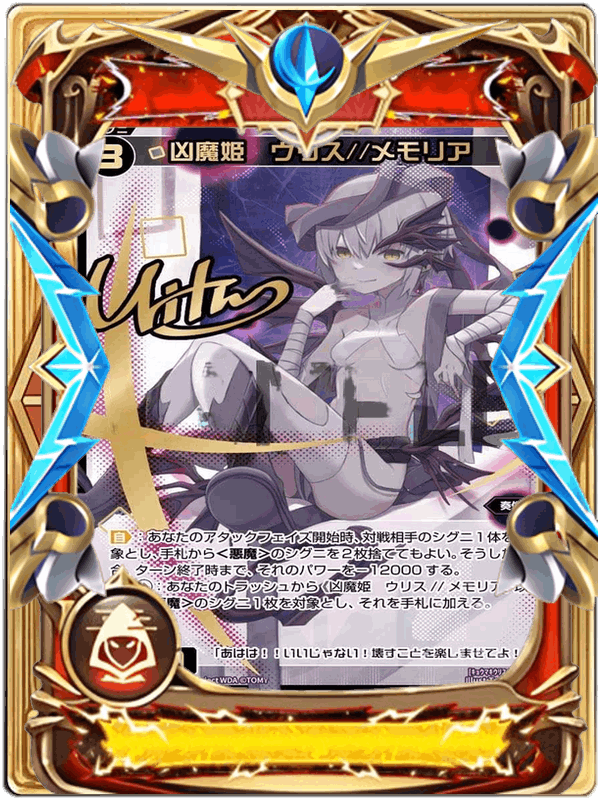 3 凶魔姫 ウリス//メモリア
Uris
自:あなたのアタックフェイズ開始時、対戦相手のシグニ1体を
象とし、手札から<悪魔>のシグニを2枚捨ててもよい。そうした
合、ターン終了時まで、それのパワーを－12000する。
:あなたのトラッシュから《凶魔姫 ウリス//メモリア
魔>のシグニ1枚を対象とし、それを手札に加える。
「あはは！！いいじゃない！壊すことを楽しませてよ！
ject WDA ©TOMY